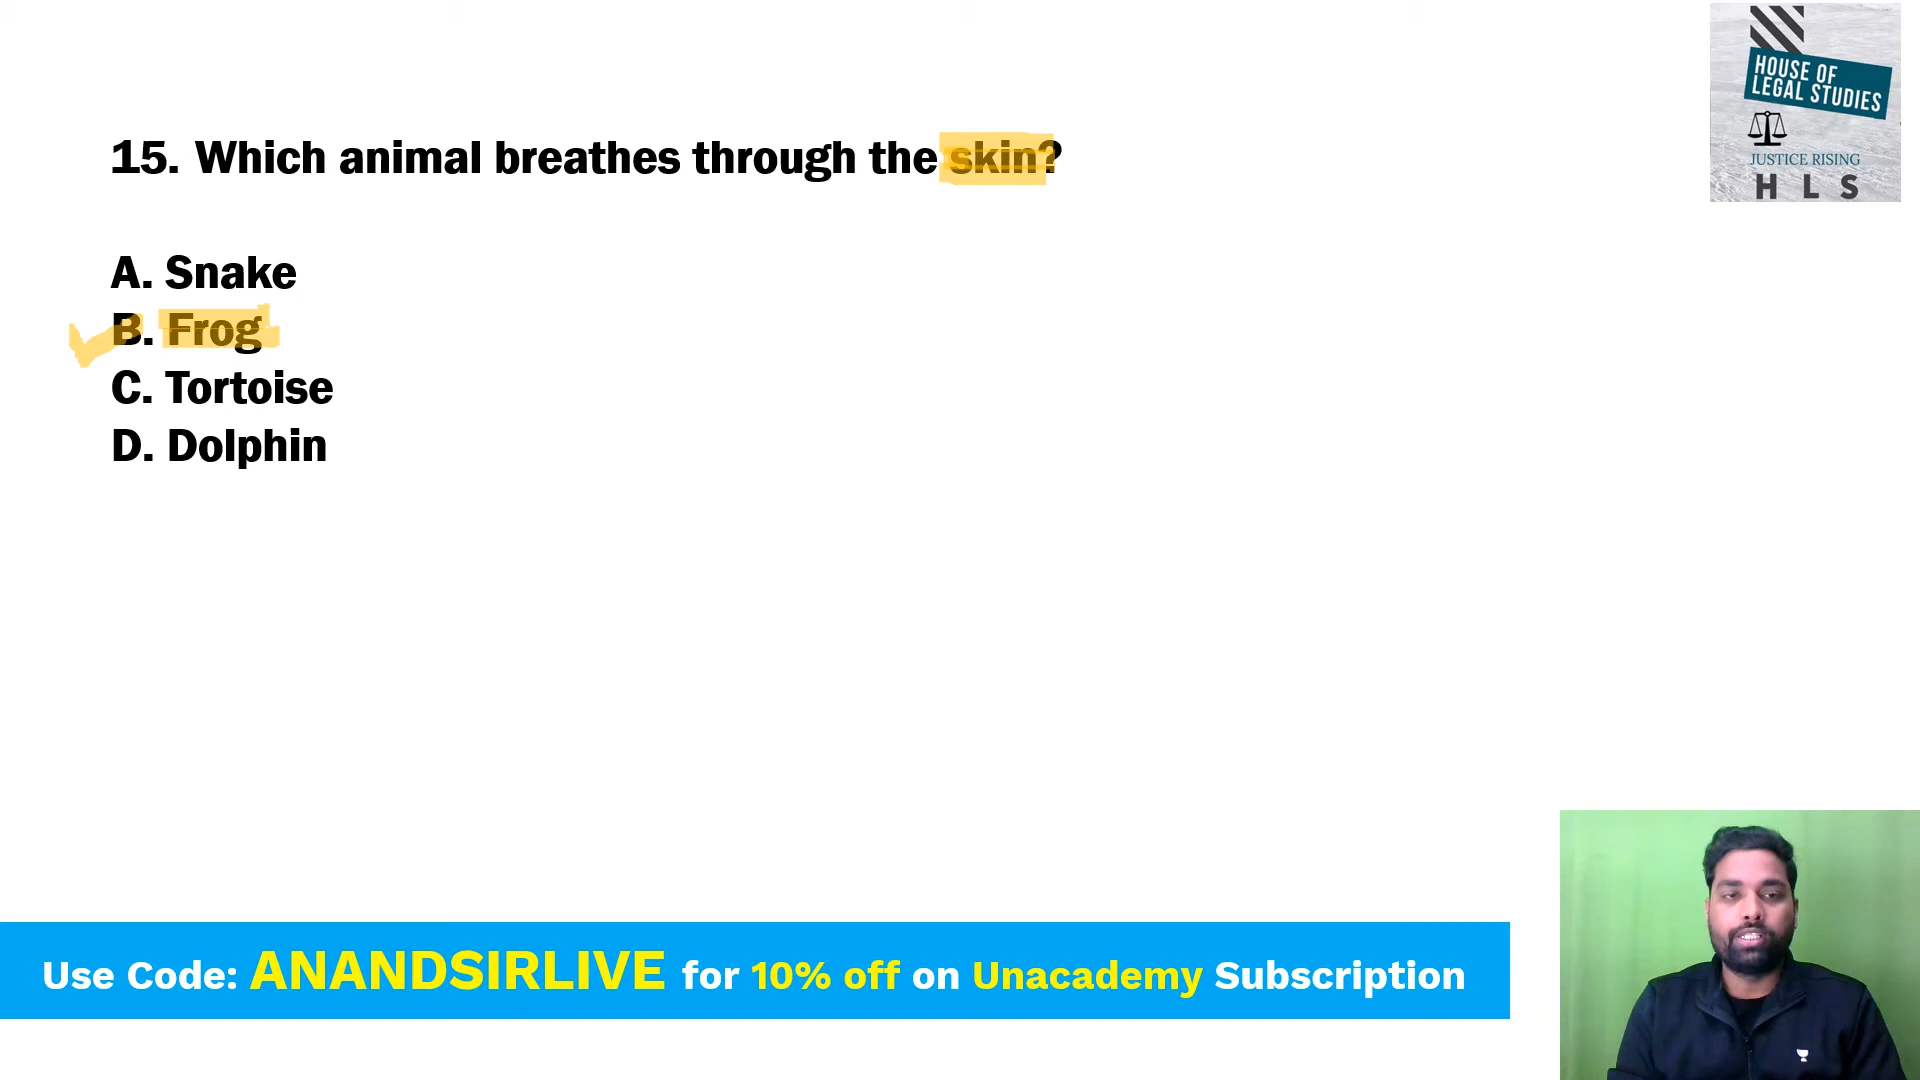 HOUSE OF
LEGAL STUDIES
JUSTICE RISING
H L S
15. Which animal breathes through the skin?
A. Snake
B. Frog
C. Tortoise
D. Dolphin
Use Code: ANANDSIRLIVE for 10% off on Unacademy Subscription